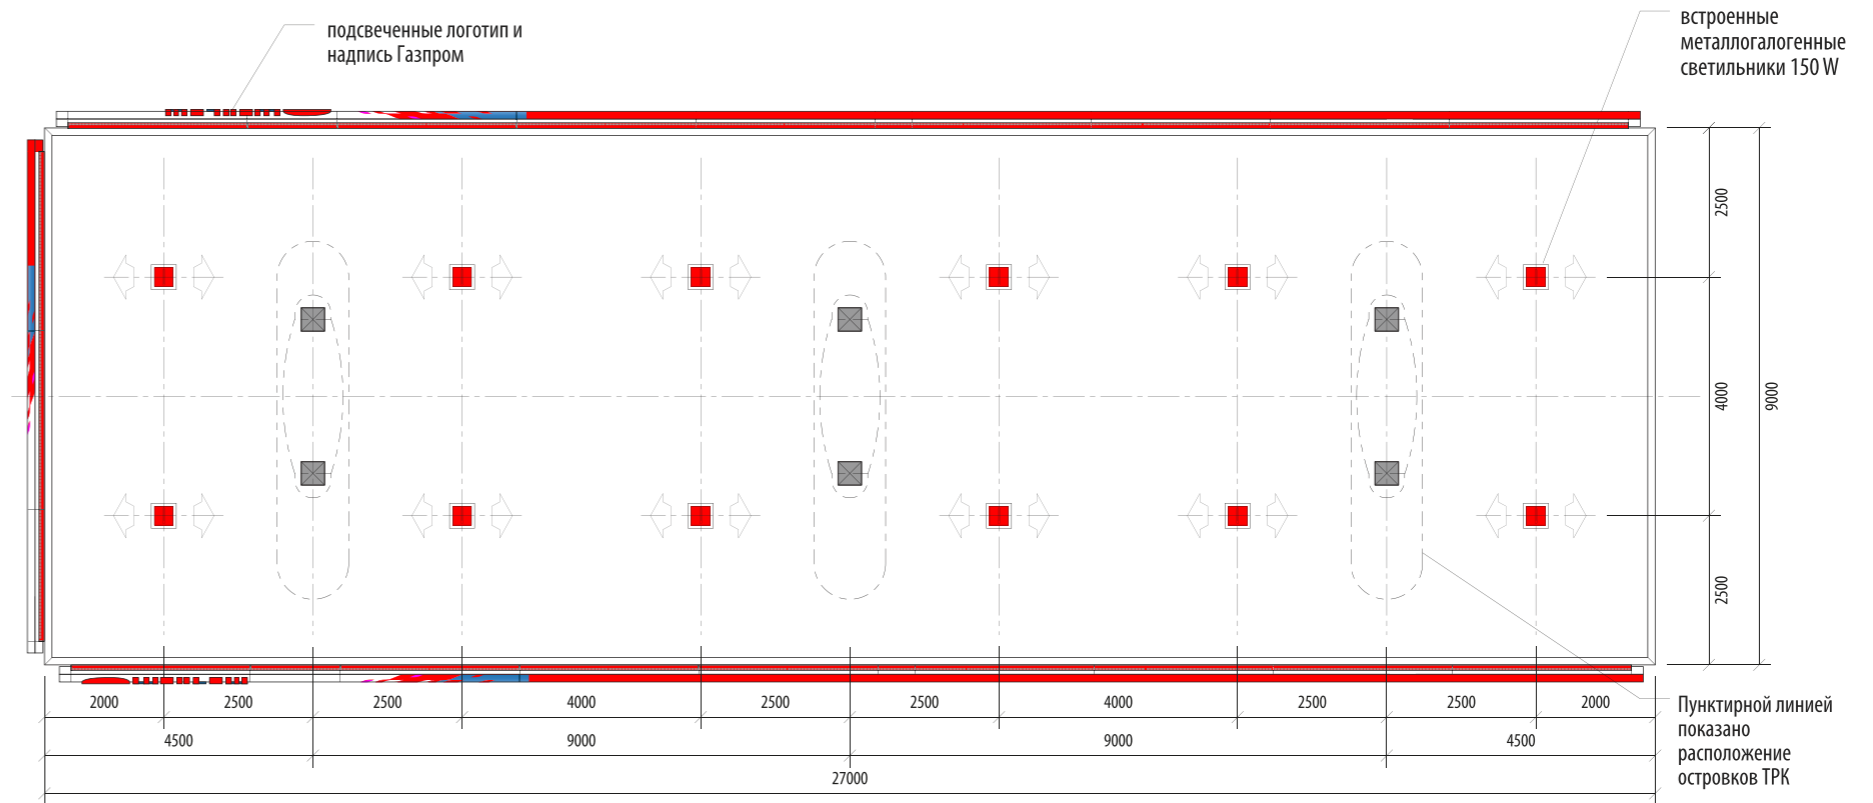 подсвеченные логотип и
надпись Газпром
встроенные
металлогалогенные
светильники 150 W
2500
4000
9000
2500
2000
2500
2500
4000
2500
2500
4000
2500
2500
2000
4500
9000
9000
4500
27000
Пунктирной линией
показано
расположение
островков ТРК